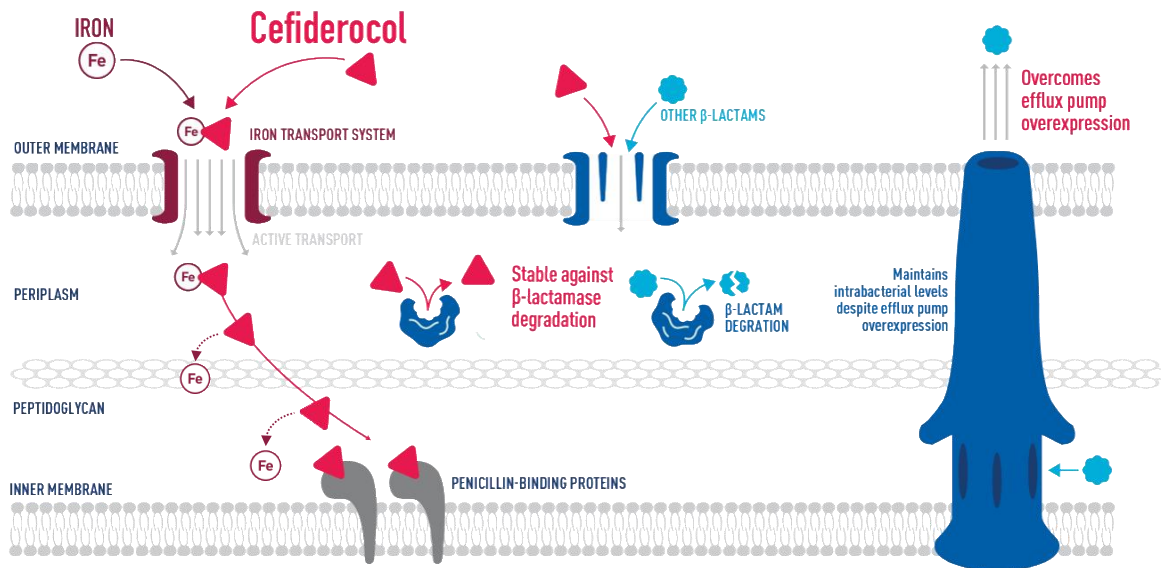 IRON
Fe
Cefiderocol
Fe
IRON TRANSPORT SYSTEM
OUTER MEMBRANE
ACTIVE TRANSPORT
OTHER β-LACTAMS
Overcomes
efflux pump
overexpression
Fe
PERIPLASM
Stable against
β-lactamase
degradation
β-LACTAM
DEGRATION
Maintains
intrabacterial levels
despite efflux pump
overexpression
Fe
PEPTIDOGLYCAN
Fe
INNER MEMBRANE
PENICILLIN-BINDING PROTEINS